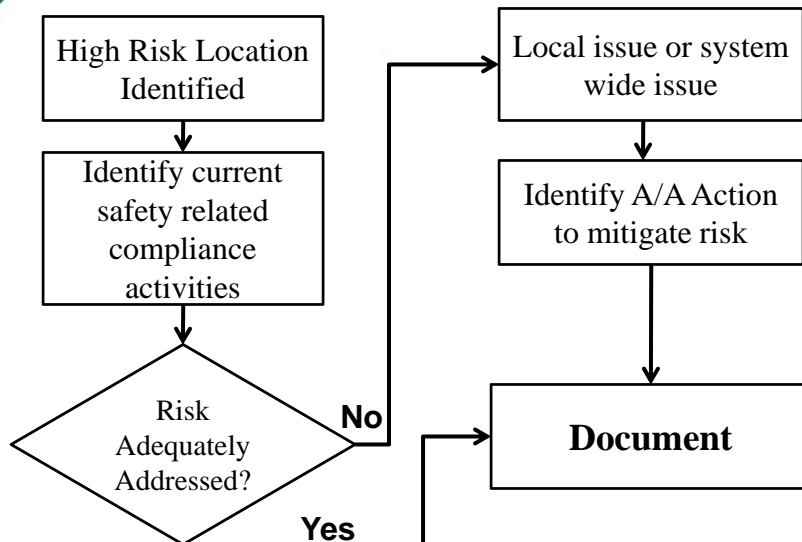 High Risk Location
Identified
Identify current
safety related
compliance
activities
Risk
Adequately
Addressed?
No
Yes
Local issue or system
wide issue
Identify A/A Action
to mitigate risk
Document